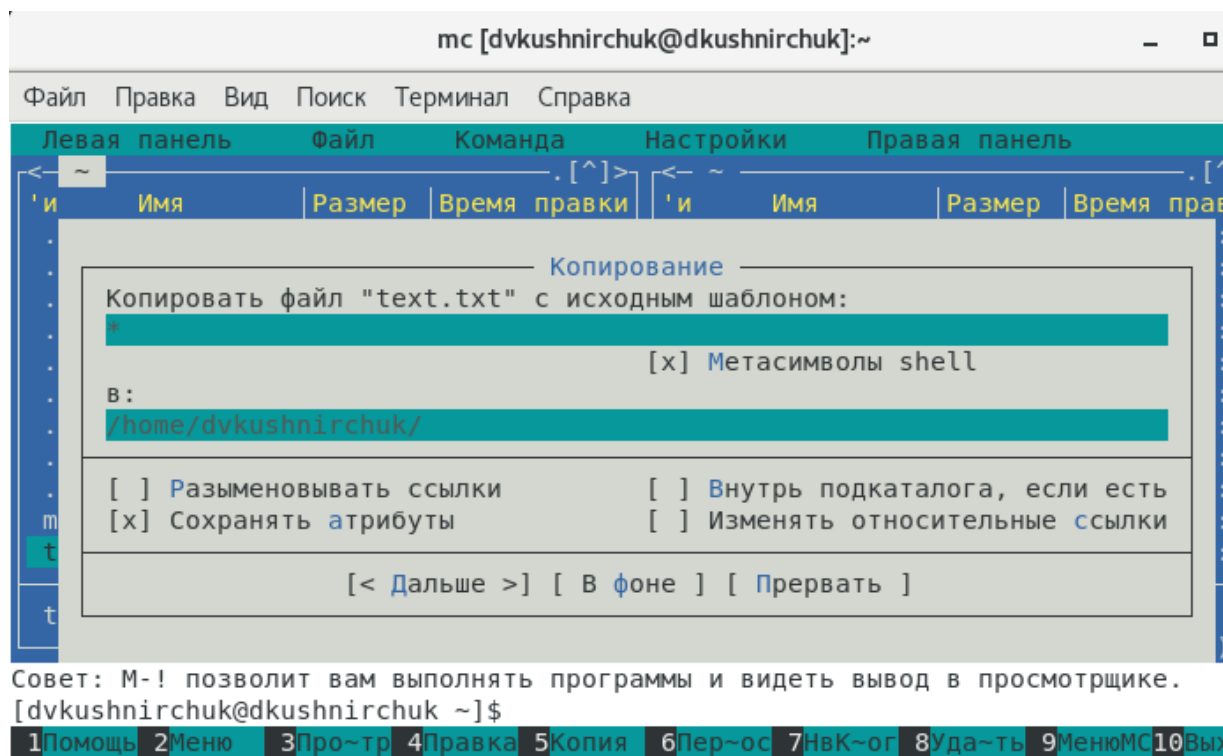 mc [dvkushnirchuk@dkushnirchuk]:~
Файл Правка Вид Поиск Терминал Справка
Левая панель Файл Команда Настройки Правая панель
<— ~ .[^]> <— ~ .[^
'и Имя Размер Время правки 'и Имя Размер Время прав
Копирование
Копировать файл "text.txt" с исходным шаблоном:
*
[x] Метасимволы shell
в:
/home/dvkushnirchuk/
[ ] Разыменовывать ссылки [ ] Внутрь подкаталога, если есть
m [x] Сохранять атрибуты [ ] Изменять относительные ссылки
t
[< Дальше >] [ В фоне ] [ Прервать ]
t
Совет: M-! позволит вам выполнять программы и видеть вывод в просмотрщике.
[dvkushnirchuk@dkushnirchuk ~]$
1Помощь 2Меню 3Про~тр 4Правка 5Копия 6Пер~ос 7НвК~ог 8Уда~ть 9МенюMC 10Вых